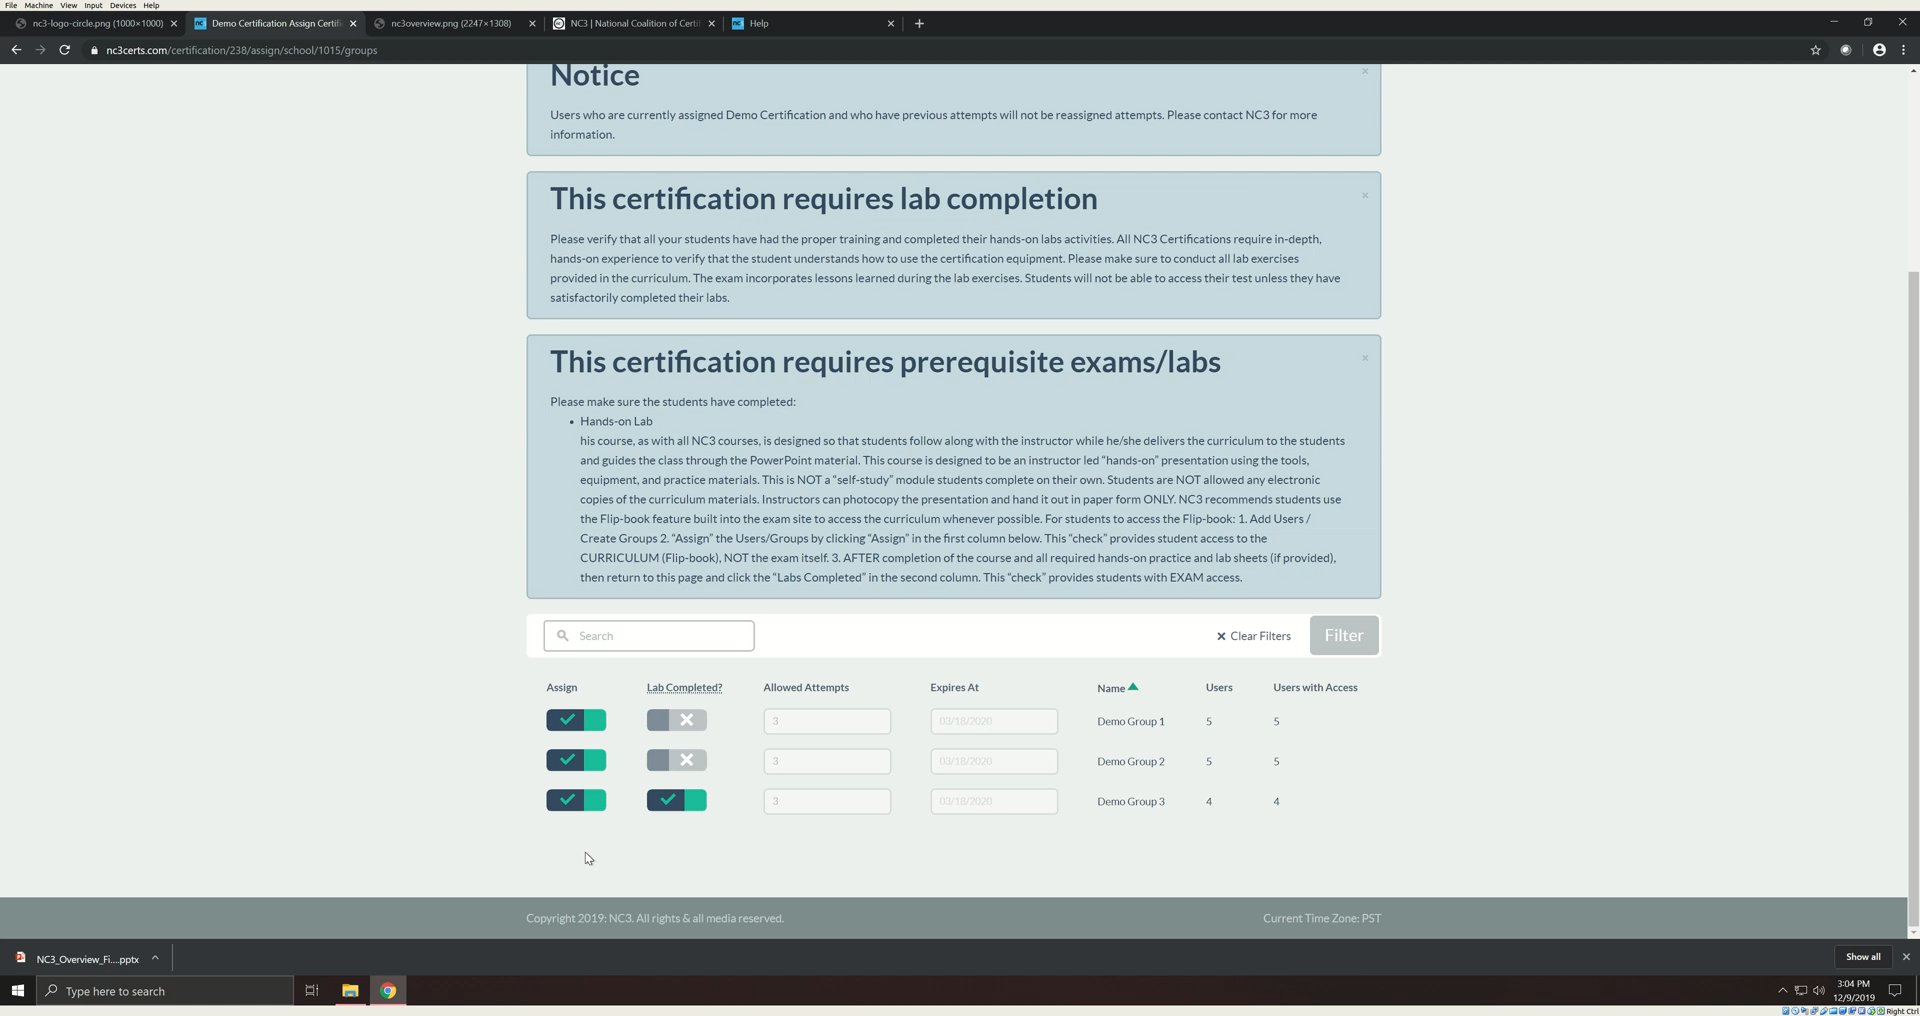 File Machine View Input Devices Help
nc3-logo-circle.png (1000×1000)
Demo Certification Assign Certifi
nc3overview.png (2247×1308)
NC3 | National Coalition of Certif
Help
nc3certs.com/certification/238/assign/school/1015/groups
Notice
Users who are currently assigned Demo Certification and who have previous attempts will not be reassigned attempts. Please contact NC3 for more
information.
This certification requires lab completion
Please verify that all your students have had the proper training and completed their hands-on labs activities. All NC3 Certifications require in-depth,
hands-on experience to verify that the student understands how to use the certification equipment. Please make sure to conduct all lab exercises
provided in the curriculum. The exam incorporates lessons learned during the lab exercises. Students will not be able to access their test unless they have
satisfactorily completed their labs.
This certification requires prerequisite exams/labs
Please make sure the students have completed:
• Hands-on Lab
his course, as with all NC3 courses, is designed so that students follow along with the instructor while he/she delivers the curriculum to the students
and guides the class through the PowerPoint material. This course is designed to be an instructor led “hands-on” presentation using the tools,
equipment, and practice materials. This is NOT a “self-study” module students complete on their own. Students are NOT allowed any electronic
copies of the curriculum materials. Instructors can photocopy the presentation and hand it out in paper form ONLY. NC3 recommends students use
the Flip-book feature built into the exam site to access the curriculum whenever possible. For students to access the Flip-book: 1. Add Users /
Create Groups 2. “Assign” the Users/Groups by clicking “Assign” in the first column below. This “check” provides student access to the
CURRICULUM (Flip-book), NOT the exam itself. 3. AFTER completion of the course and all required hands-on practice and lab sheets (if provided),
then return to this page and click the “Labs Completed” in the second column. This “check” provides students with EXAM access.
Search
Clear Filters
Filter
Assign Lab Completed? Allowed Attempts Expires At Name Users Users with Access
3 03/18/2020 Demo Group 1 5 5
3 03/18/2020 Demo Group 2 5 5
3 03/18/2020 Demo Group 3 4 4
Copyright 2019: NC3. All rights & all media reserved.
Current Time Zone: PST
NC3_Overview_Fi....pptx
Show all
Type here to search
3:04 PM
12/9/2019
Right Ctrl